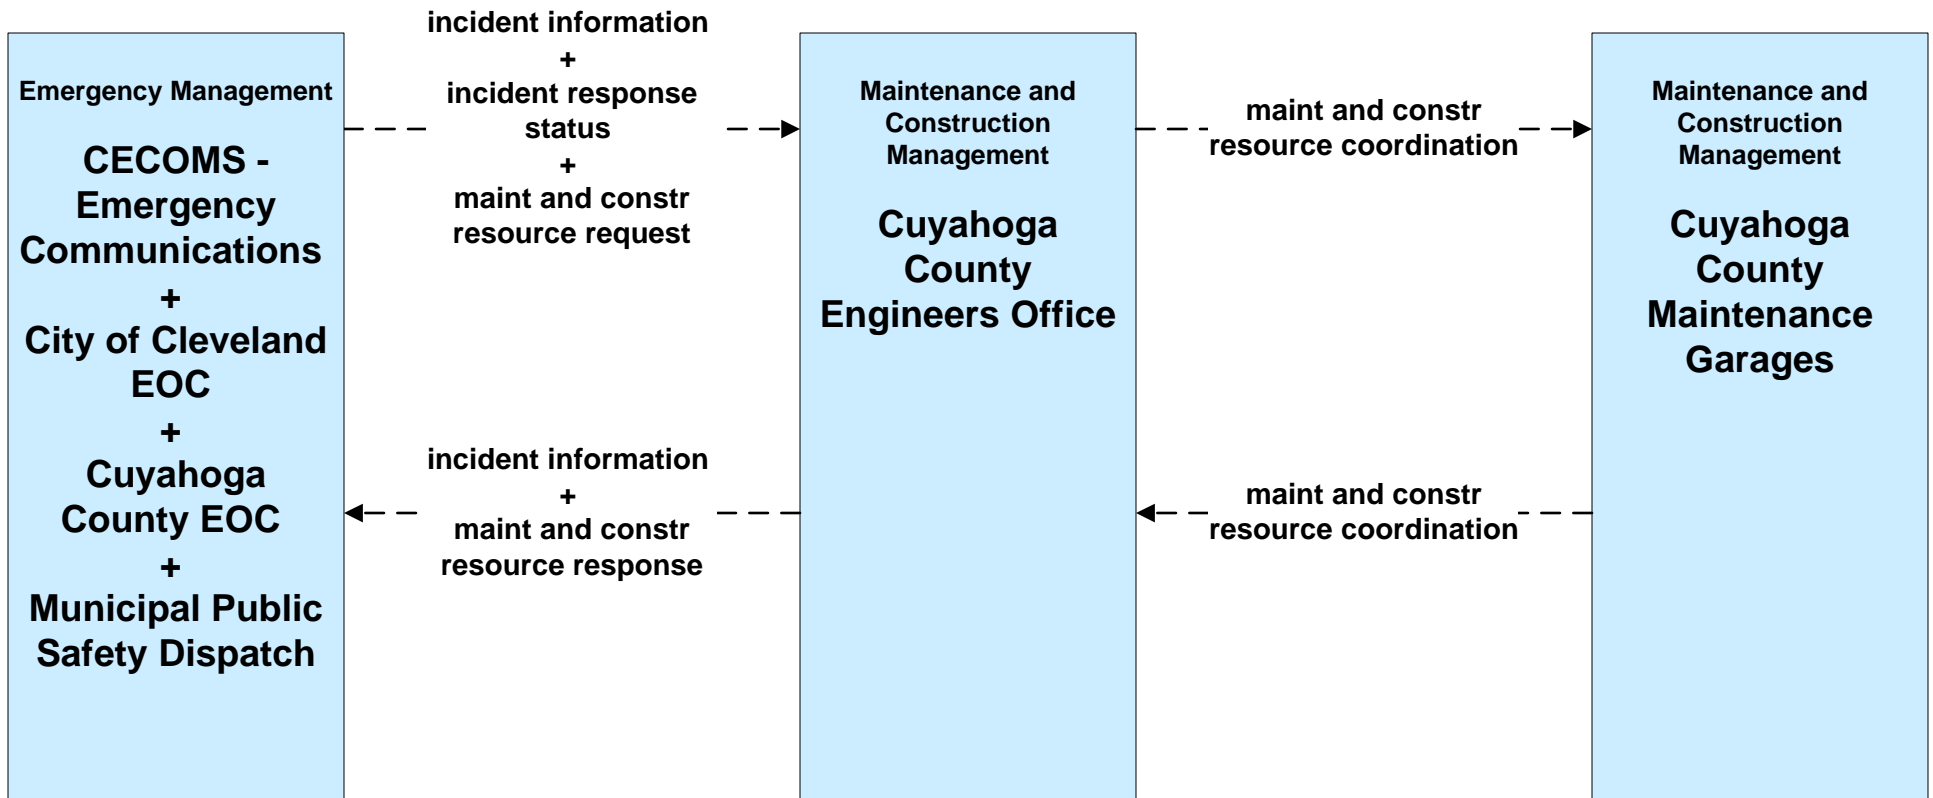 Emergency Management
CECOMS -
Emergency
Communications
+
City of Cleveland
EOC
+
Cuyahoga
County EOC
+
Municipal Public
Safety Dispatch
incident information
+
incident response
status
+
maint and constr
resource request
incident information
+
maint and constr
resource response
Maintenance and
Construction
Management
Cuyahoga
County
Engineers Office
maint and constr
resource coordination
maint and constr
resource coordination
Maintenance and
Construction
Management
Cuyahoga
County
Maintenance
Garages